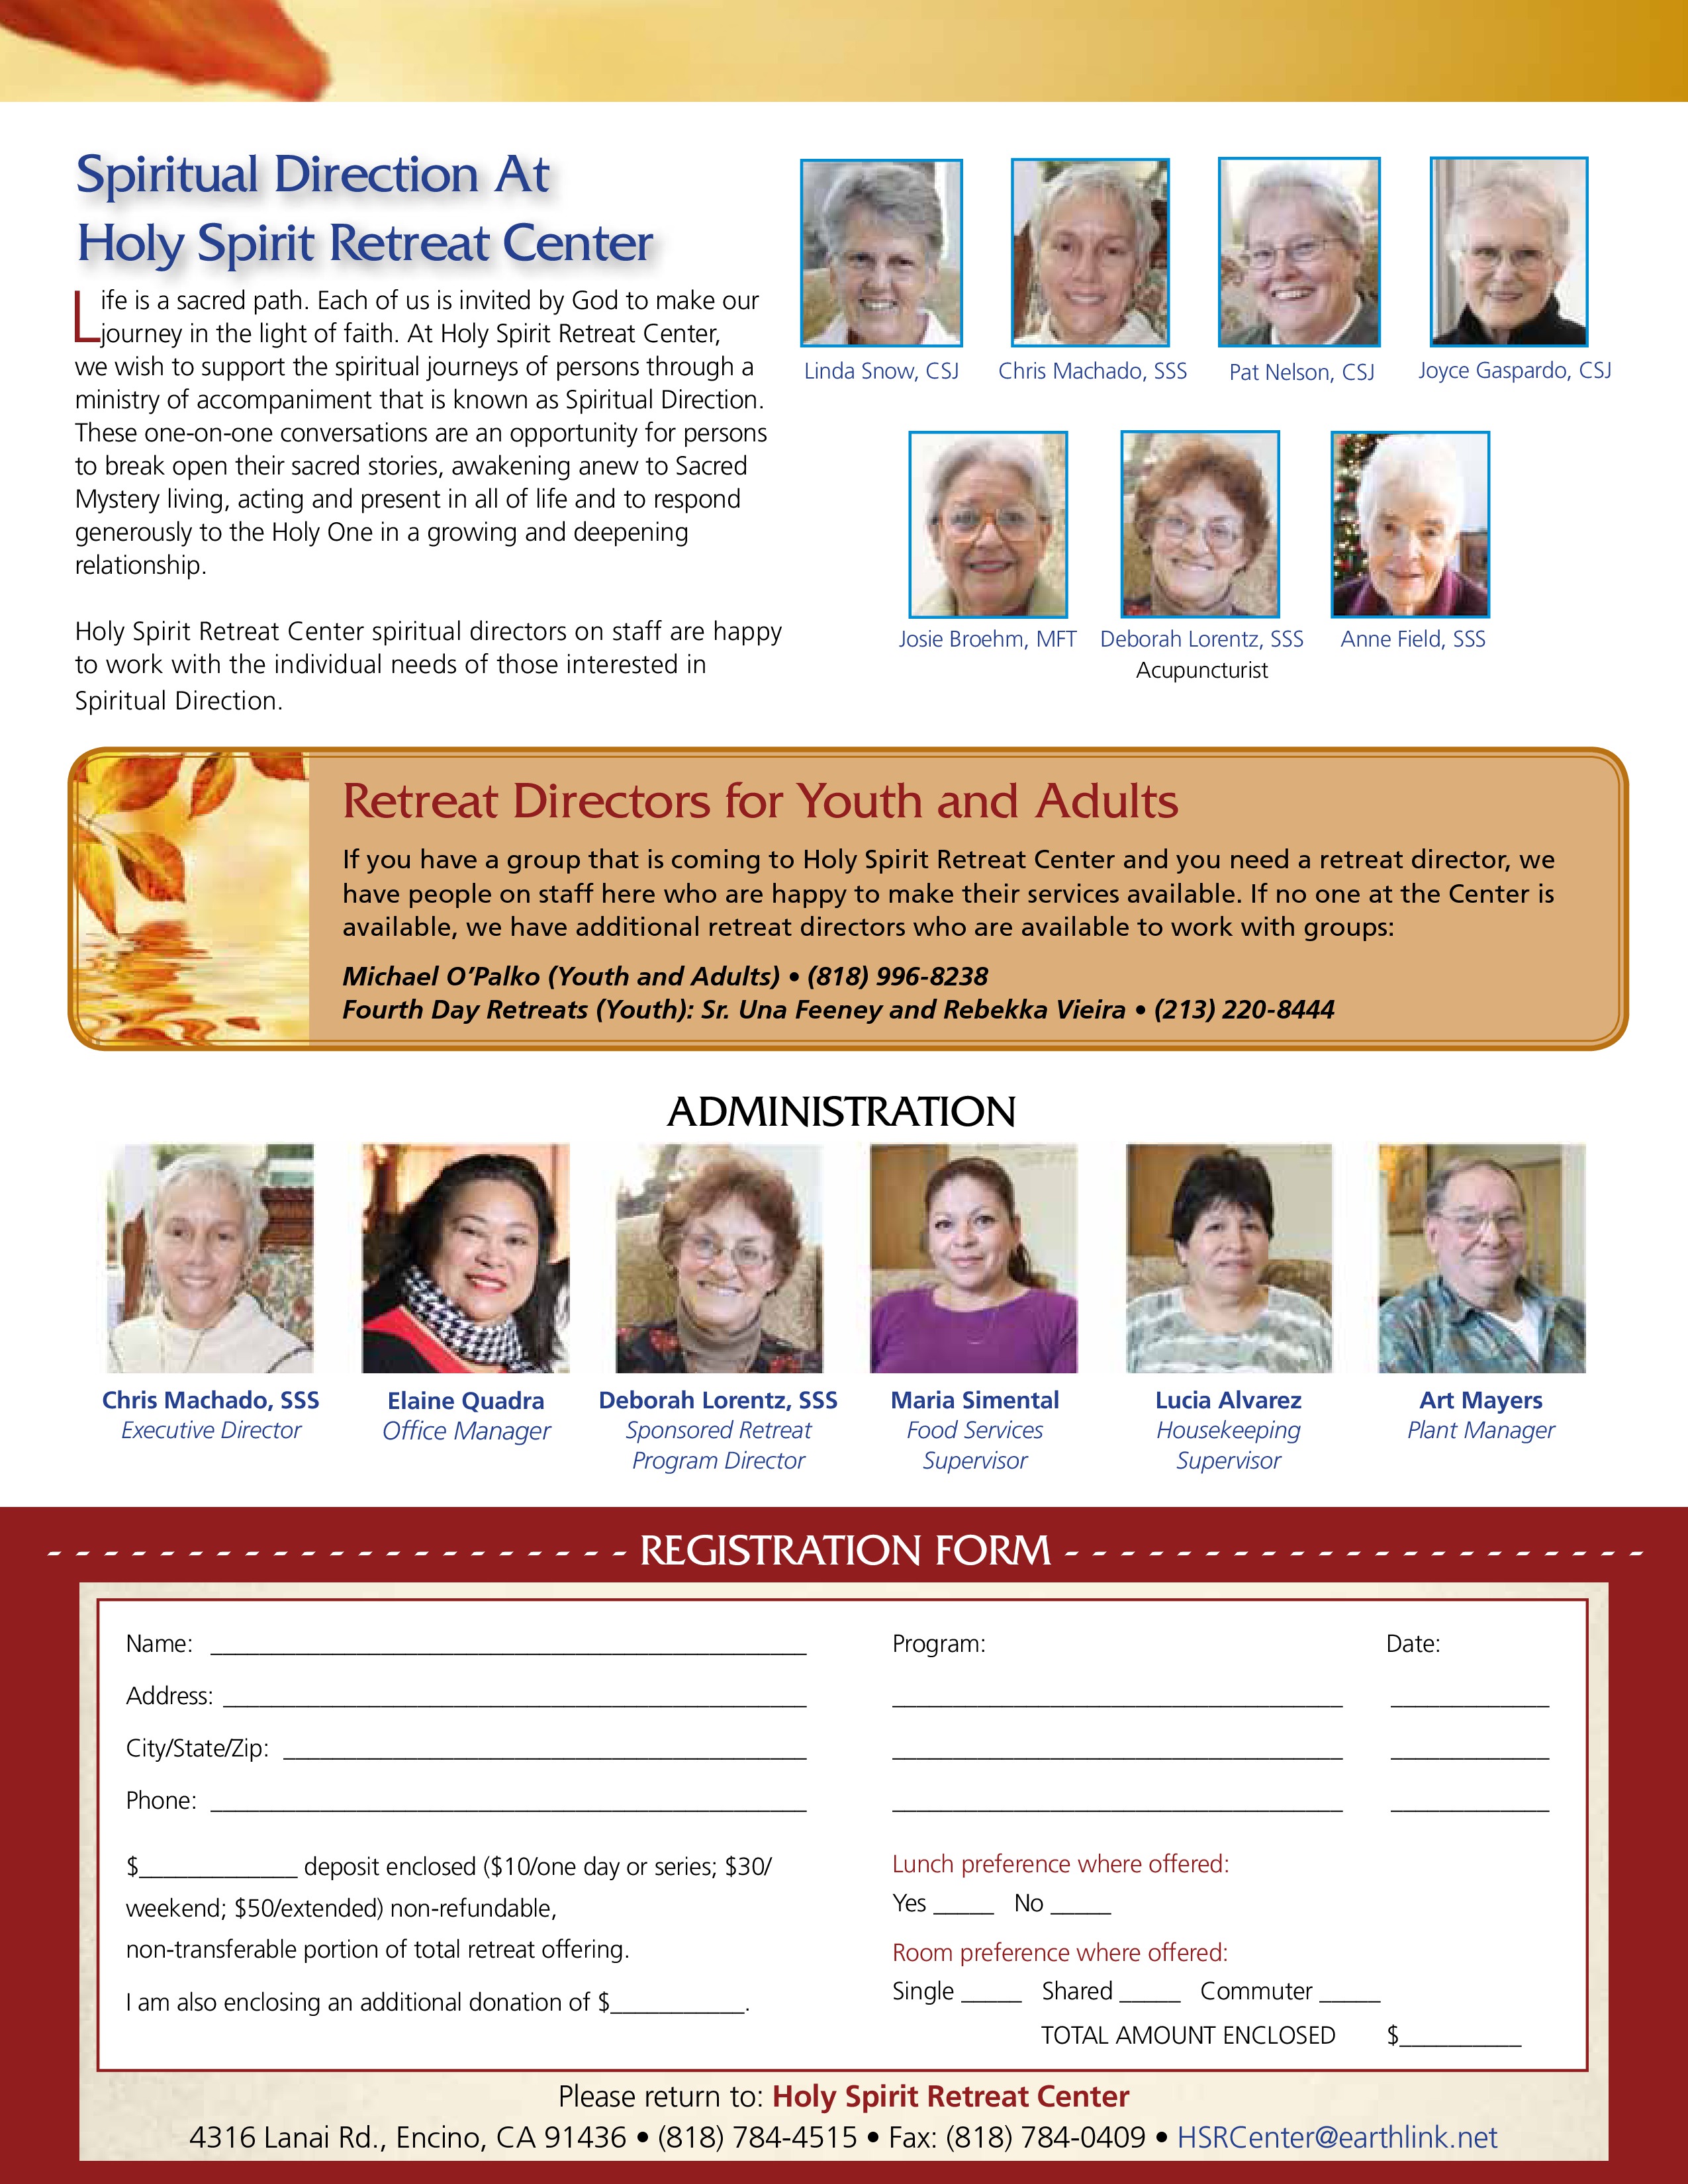 Spiritual Direction At
Holy Spirit Retreat Center
Life is a sacred path. Each of us is invited by God to make our
journey in the light of faith. At Holy Spirit Retreat Center,
we wish to support the spiritual journeys of persons through a
ministry of accompaniment that is known as Spiritual Direction.
These one-on-one conversations are an opportunity for persons
to break open their sacred stories, awakening anew to Sacred
Mystery living, acting and present in all of life and to respond
generously to the Holy One in a growing and deepening
relationship.
Holy Spirit Retreat Center spiritual directors on staff are happy
to work with the individual needs of those interested in
Spiritual Direction.
Linda Snow, CSJ
Chris Machado, SSS
Pat Nelson, CSJ
Joyce Gaspardo, CSJ
Josie Broehm, MFT
Deborah Lorentz, SSS
Acupuncturist
Anne Field, SSS
Retreat Directors for Youth and Adults
If you have a group that is coming to Holy Spirit Retreat Center and you need a retreat director, we
have people on staff here who are happy to make their services available. If no one at the Center is
available, we have additional retreat directors who are available to work with groups:
Michael O’Palko (Youth and Adults) • (818) 996-8238
Fourth Day Retreats (Youth): Sr. Una Feeney and Rebekka Vieira • (213) 220-8444
ADMINISTRATION
Chris Machado, SSS
Executive Director
Elaine Quadra
Office Manager
Deborah Lorentz, SSS
Sponsored Retreat
Program Director
Maria Simental
Food Services
Supervisor
Lucia Alvarez
Housekeeping
Supervisor
Art Mayers
Plant Manager
REGISTRATION FORM
Name: ____________
Address: ____________
City/State/Zip: ____________
Phone: ____________
$____________ deposit enclosed ($10/one day or series; $30/
weekend; $50/extended) non-refundable,
non-transferable portion of total retreat offering.
I am also enclosing an additional donation of $__________.
Program: Date:
Lunch preference where offered:
Yes _____ No _____
Room preference where offered:
Single _____ Shared _____ Commuter _____
TOTAL AMOUNT ENCLOSED $__________
Please return to: Holy Spirit Retreat Center
4316 Lanai Rd., Encino, CA 91436 • (818) 784-4515 • Fax: (818) 784-0409 • HSRCenter@earthlink.net